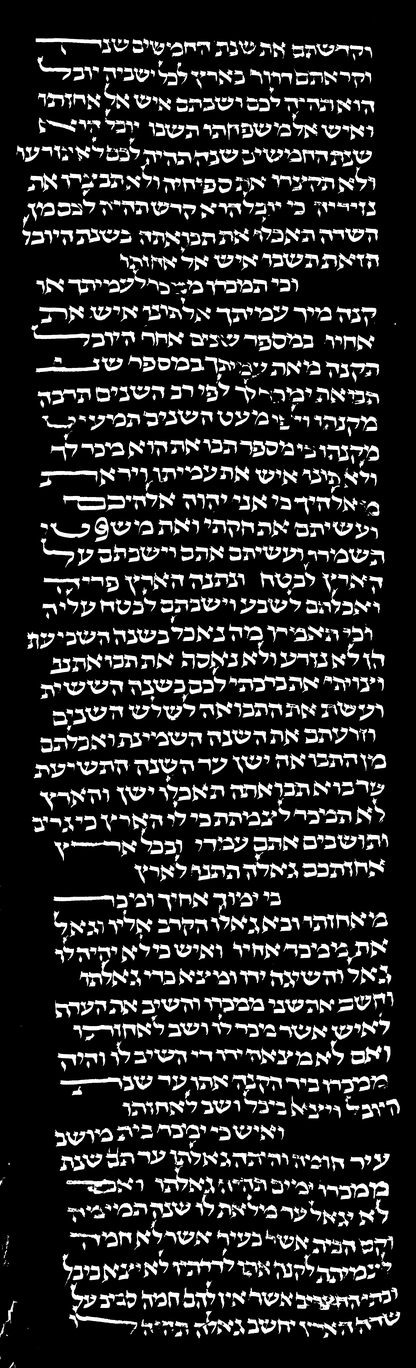 וקדשתם את שנת החמשים שנה
וקראתם דרור בארץ לכל ישביה יובל
הוא תהיה לכם ושבתם איש אל אחזתו
ואיש אל משפחתו תשבו יובל הוא
שנת החמשים שנה תהיה לכם לא תזרעו
ולא תקצרו את ספיחיה ולא תבצרו את
נזריה כי יובל הוא קדש תהיה לכם מן
השדה תאכלו את תבואתה בשנת היובל
הזאת תשבו איש אל אחזתו
וכי תמכרו ממכר לעמיתך או
קנה מיד עמיתך אל תונו איש את
אחיו במספר שנים אחר היובל
תקנה מאת עמיתך במספר שני
תבואת ימכר לך לפי רב השנים תרבה
מקנתו ולפי מעט השנים תמעיט
מקנתו כי מספר תבואת הוא מכר לך
ולא תונו איש את עמיתו ויראת
מאלהיך כי אני יהוה אלהיכם
ועשיתם את חקתי ואת משפטי
תשמרו ועשיתם אתם וישבתם על
הארץ לבטח ונתנה הארץ פריה
ואכלתם לשבע וישבתם לבטח עליה
וכי תאמרו מה נאכל בשנה השביעת
הן לא נזרע ולא נאסף את תבואתנו
וצויתי את ברכתי לכם בשנה הששית
ועשת את התבואה לשלש השנים
וזרעתם את השנה השמינת ואכלתם
מן התבואה ישן עד השנה התשיעת
עד בוא תבואתה תאכלו ישן והארץ
לא תמכר לצמתת כי לי הארץ כי גרים
ותושבים אתם עמדי ובכל ארץ
אחזתכם גאלה תתנו לארץ
כי ימוך אחיך ומכר
מאחזתו ובא גאלו הקרב אליו וגאל
את ממכר אחיו ואיש כי לא יהיה לו
גאל והשיגה ידו ומצא כדי גאלתו
וחשב את שני ממכרו והשיב את העדף
לאיש אשר מכר לו ושב לאחזתו
ואם לא מצאה ידו די השיב לו והיה
ממכרו ביד הקנה אתו עד שנת
היובל ויצא ביבל ושב לאחזתו
ואיש כי ימכר בית מושב
עיר חומה והיתה גאלתו עד תם שנת
ממכרו ימים תהיה גאלתו ואם
לא יגאל עד מלאת לו שנה תמימה
וקם הבית אשר בעיר אשר לא חמה
לצמיתת לקנה אתו לדרתיו לא יצא ביבל
ובתי החצרים אשר אין להם חמה סביב על
שדה הארץ יחשב גאלה תהיה